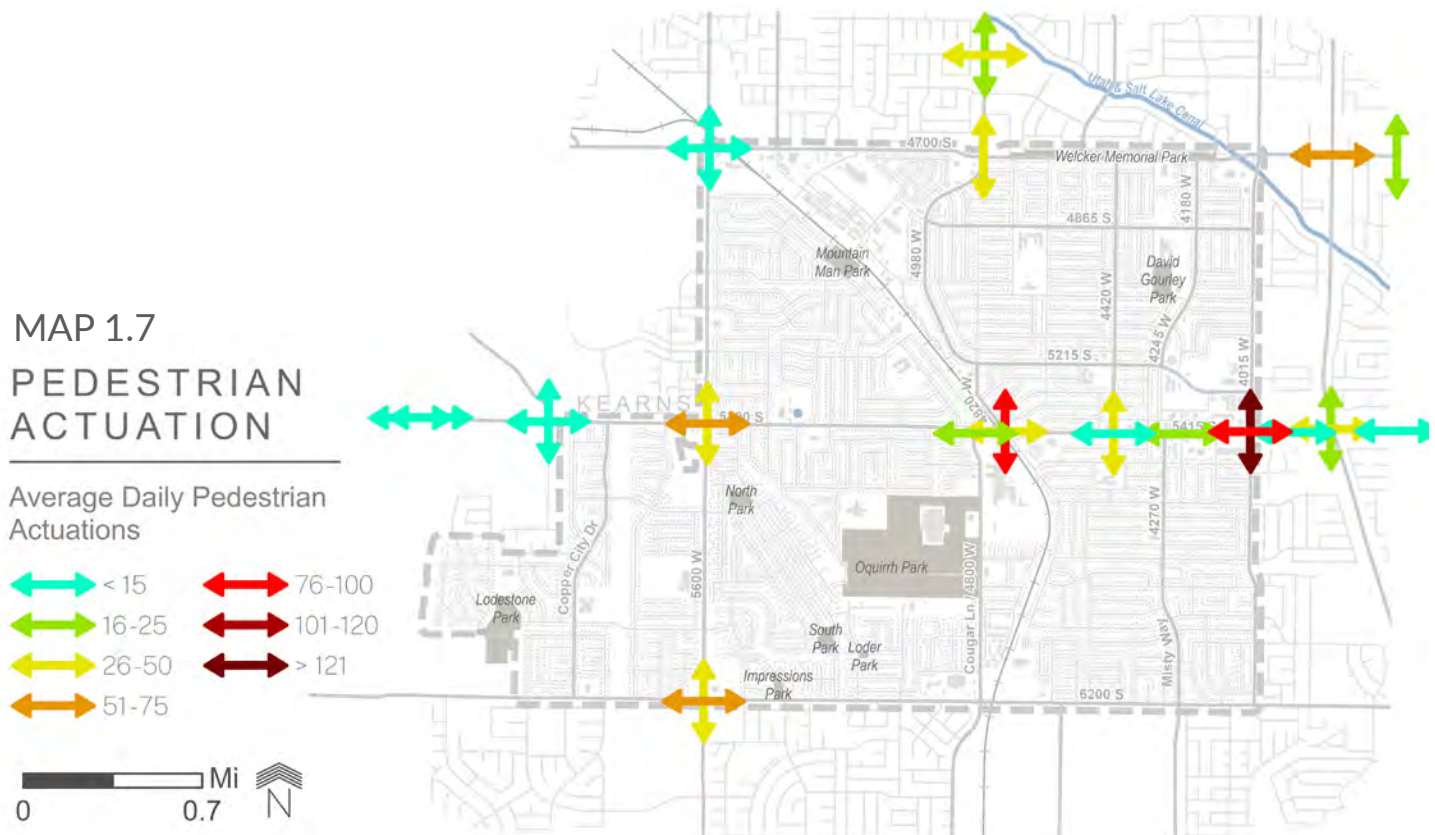 MAP 1.7
PEDESTRIAN
ACTUATION
Average Daily Pedestrian
Actuations
< 15
76-100
16-25
101-120
26-50
> 121
51-75
Mi
0
0.7
N
Utah & Salt Lake Canal
4700 S
Welcker Memorial Park
4180 W
4865 S
4980 W
Mountain
Man Park
David
Gourley
Park
4420 W
4245 W
5215 S
4015 W
4820 W
KEARNS
5415 S
North
Park
4270 W
Copper City Dr
5600 W
Oquirrh Park
Cougar Ln / 4800 W
Lodestone
Park
South
Park
Loder
Park
Misty Way
Impressions
Park
6200 S